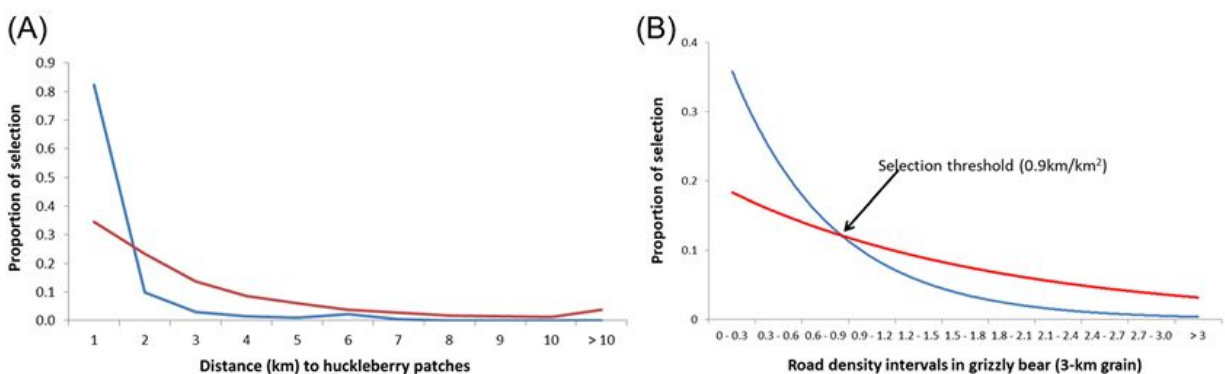 (A)
0.9
0.8
0.7
0.6
0.5
0.4
0.3
0.2
0.1
0.0
Proportion of selection
1 2 3 4 5 6 7 8 9 10 > 10
Distance (km) to huckleberry patches
(B)
0.4
0.3
0.2
0.1
0
Proportion of selection
Selection threshold (0.9km/km²)
0 - 0.3 0.3 - 0.6 0.6 - 0.9 0.9 - 1.2 1.2 - 1.5 1.5 - 1.8 1.8 - 2.1 2.1 - 2.4 2.4 - 2.7 2.7 - 3.0 > 3
Road density intervals in grizzly bear (3-km grain)